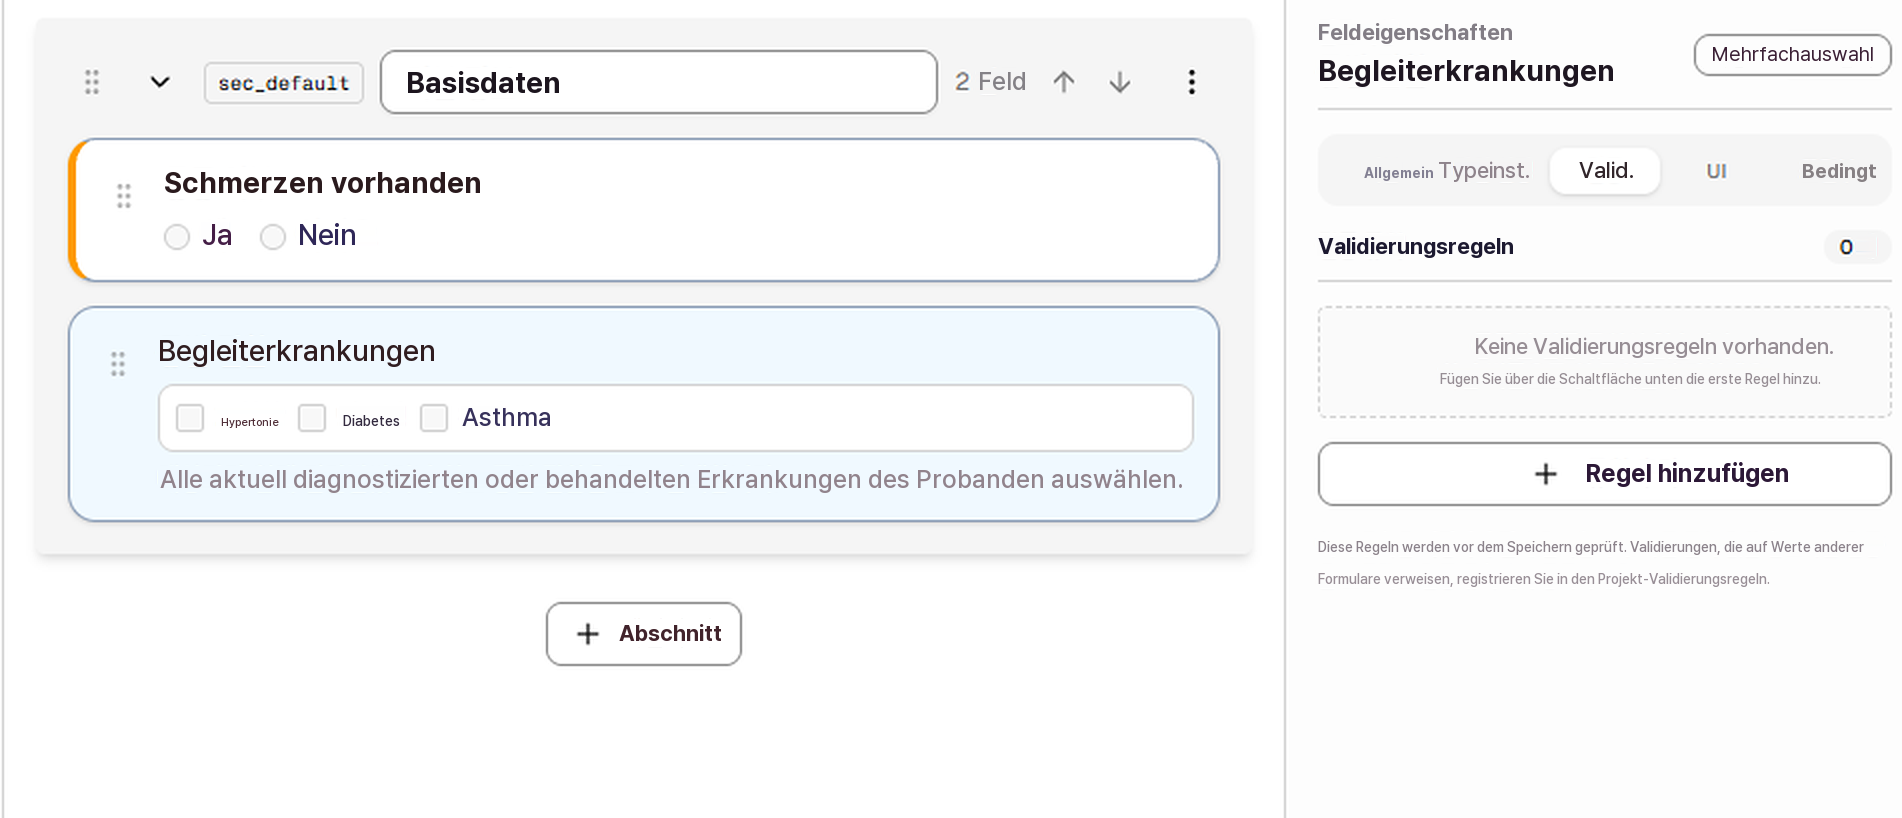 sec_default Basisdaten 2 Feld
Schmerzen vorhanden
Ja Nein
Begleiterkrankungen
Hypertonie Diabetes Asthma
Alle aktuell diagnostizierten oder behandelten Erkrankungen des Probanden auswählen.
+ Abschnitt
Feldeigenschaften
Begleiterkrankungen
Mehrfachauswahl
Allgemein Typeinst. Valid. UI Bedingt
Validierungsregeln 0
Keine Validierungsregeln vorhanden.
Fügen Sie über die Schaltfläche unten die erste Regel hinzu.
+ Regel hinzufügen
Diese Regeln werden vor dem Speichern geprüft. Validierungen, die auf Werte anderer
Formulare verweisen, registrieren Sie in den Projekt-Validierungsregeln.